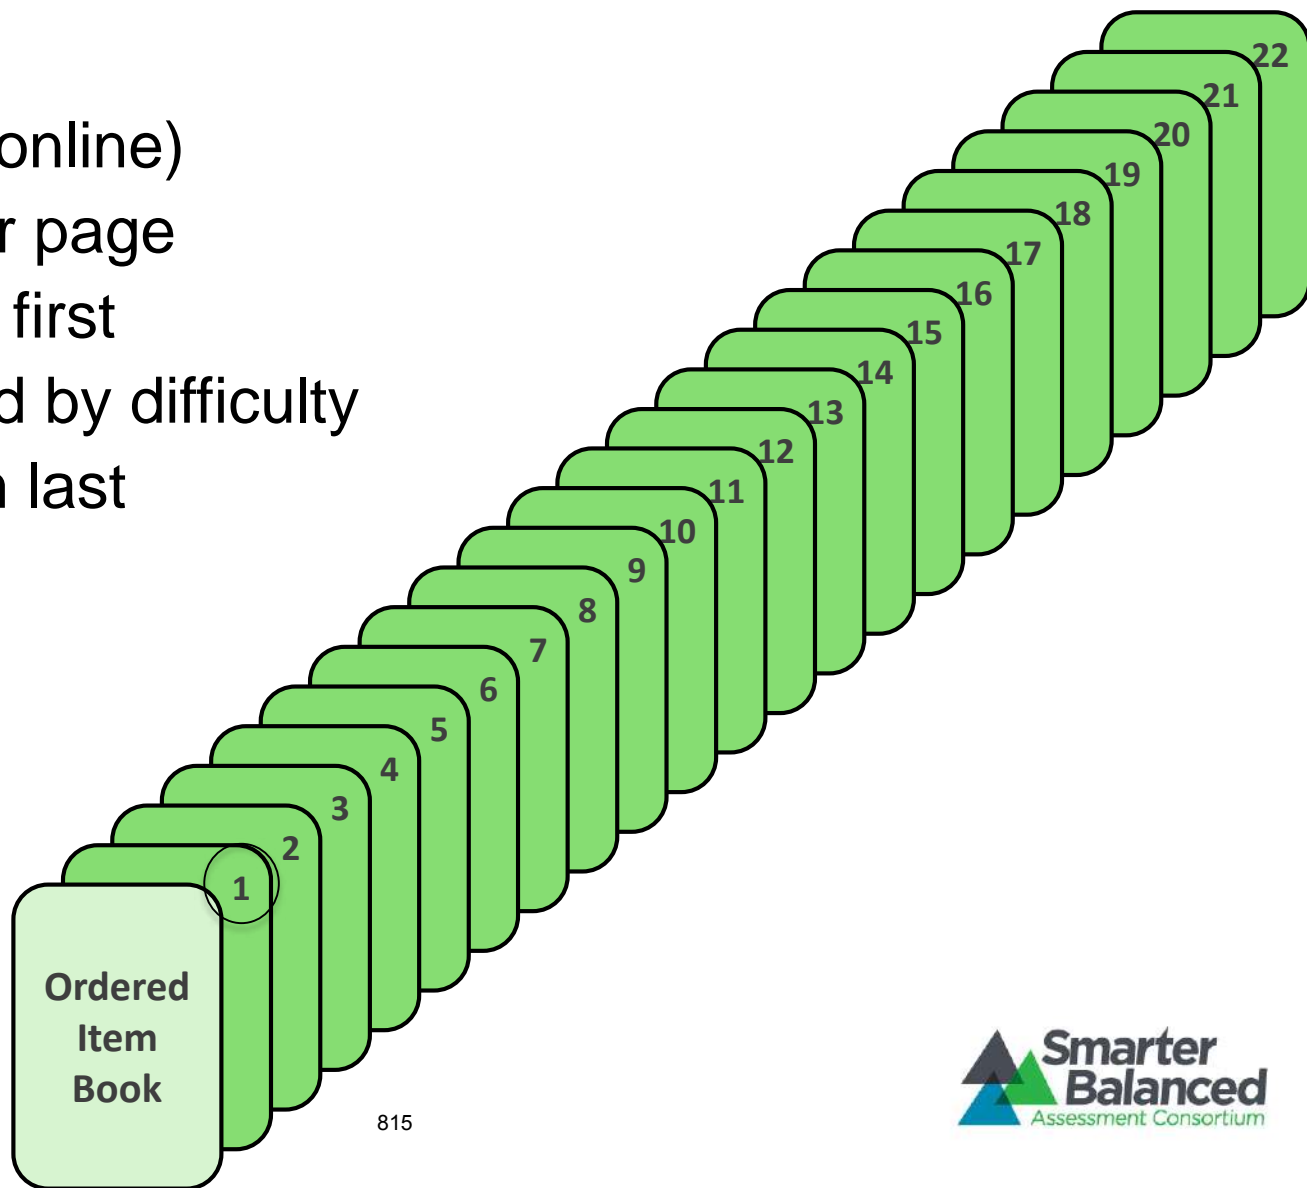 online)
r page
first
d by difficulty
n last
22
21
20
19
18
17
16
15
14
13
12
11
10
9
8
7
6
5
4
3
2
1
Ordered
Item
Book
815
Smarter
Balanced
Assessment Consortium